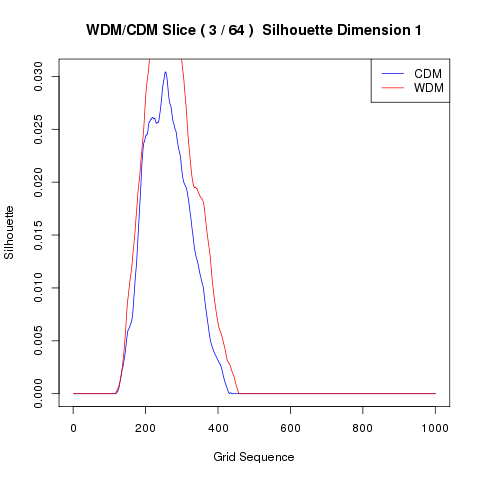 WDM/CDM Slice ( 3 / 64 )  Silhouette Dimension 1
CDM
WDM
Silhouette
0.030
0.025
0.020
0.015
0.010
0.005
0.000
0 200 400 600 800 1000
Grid Sequence